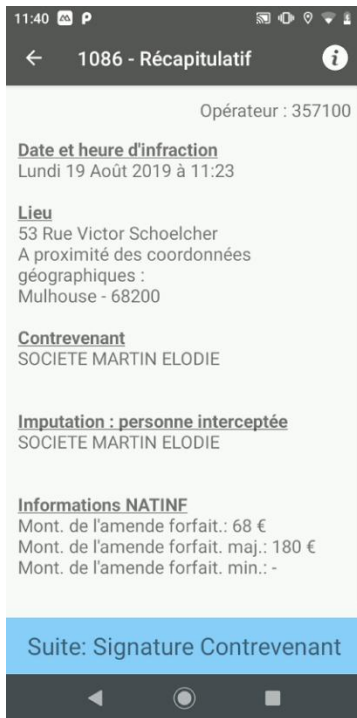 11:40
1086 - Récapitulatif
Opérateur : 357100
Date et heure d'infraction
Lundi 19 Août 2019 à 11:23
Lieu
53 Rue Victor Schoelcher
A proximité des coordonnées
géographiques :
Mulhouse - 68200
Contrevenant
SOCIETE MARTIN ELODIE
Imputation : personne interceptée
SOCIETE MARTIN ELODIE
Informations NATINF
Mont. de l'amende forfait.: 68 €
Mont. de l'amende forfait. maj.: 180 €
Mont. de l'amende forfait. min.: -
Suite: Signature Contrevenant